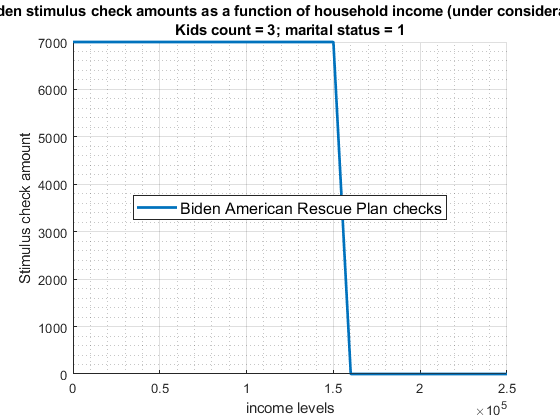 stimulus check amounts as a function of household income (under
Kids count = 3; marital status = 1
7000
6000
5000
4000
3000
2000
1000
0
Stimulus check amount
Biden American Rescue Plan checks
0 0.5 1 1.5 2 2.5
×10^5
income levels